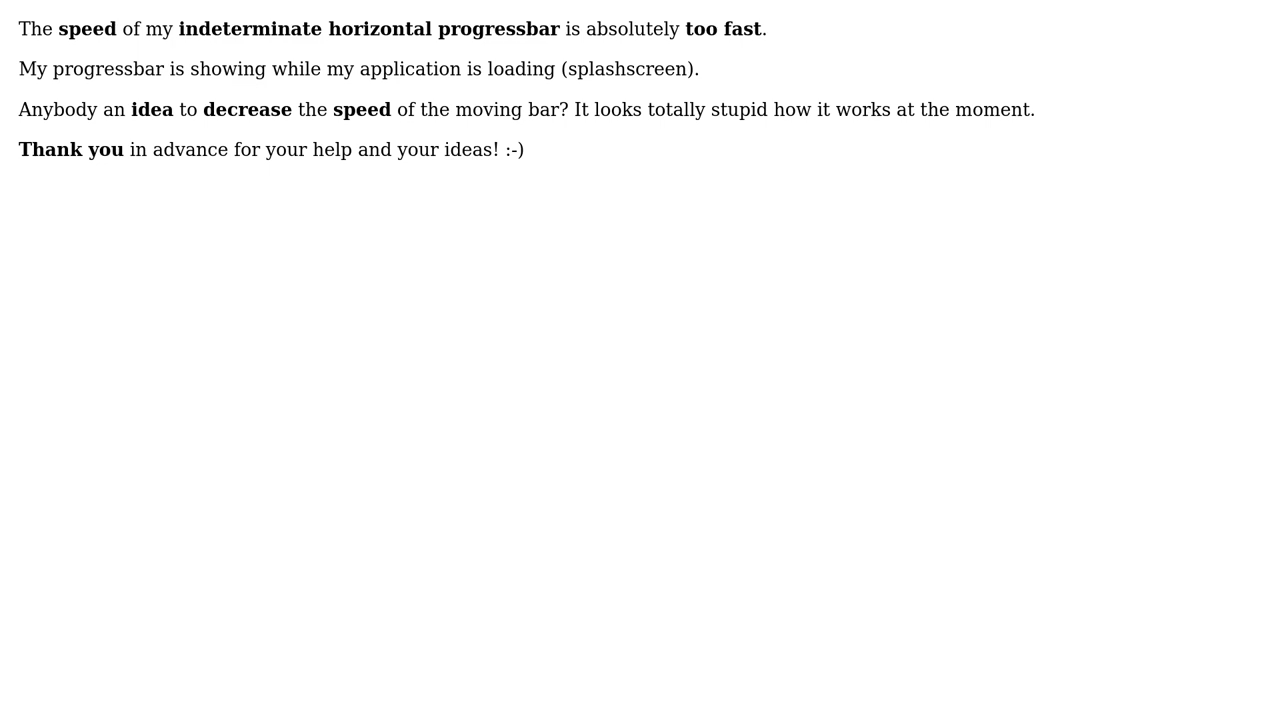 The speed of my indeterminate horizontal progressbar is absolutely too fast.
My progressbar is showing while my application is loading (splashscreen).
Anybody an idea to decrease the speed of the moving bar? It looks totally stupid how it works at the moment.
Thank you in advance for your help and your ideas! :-)